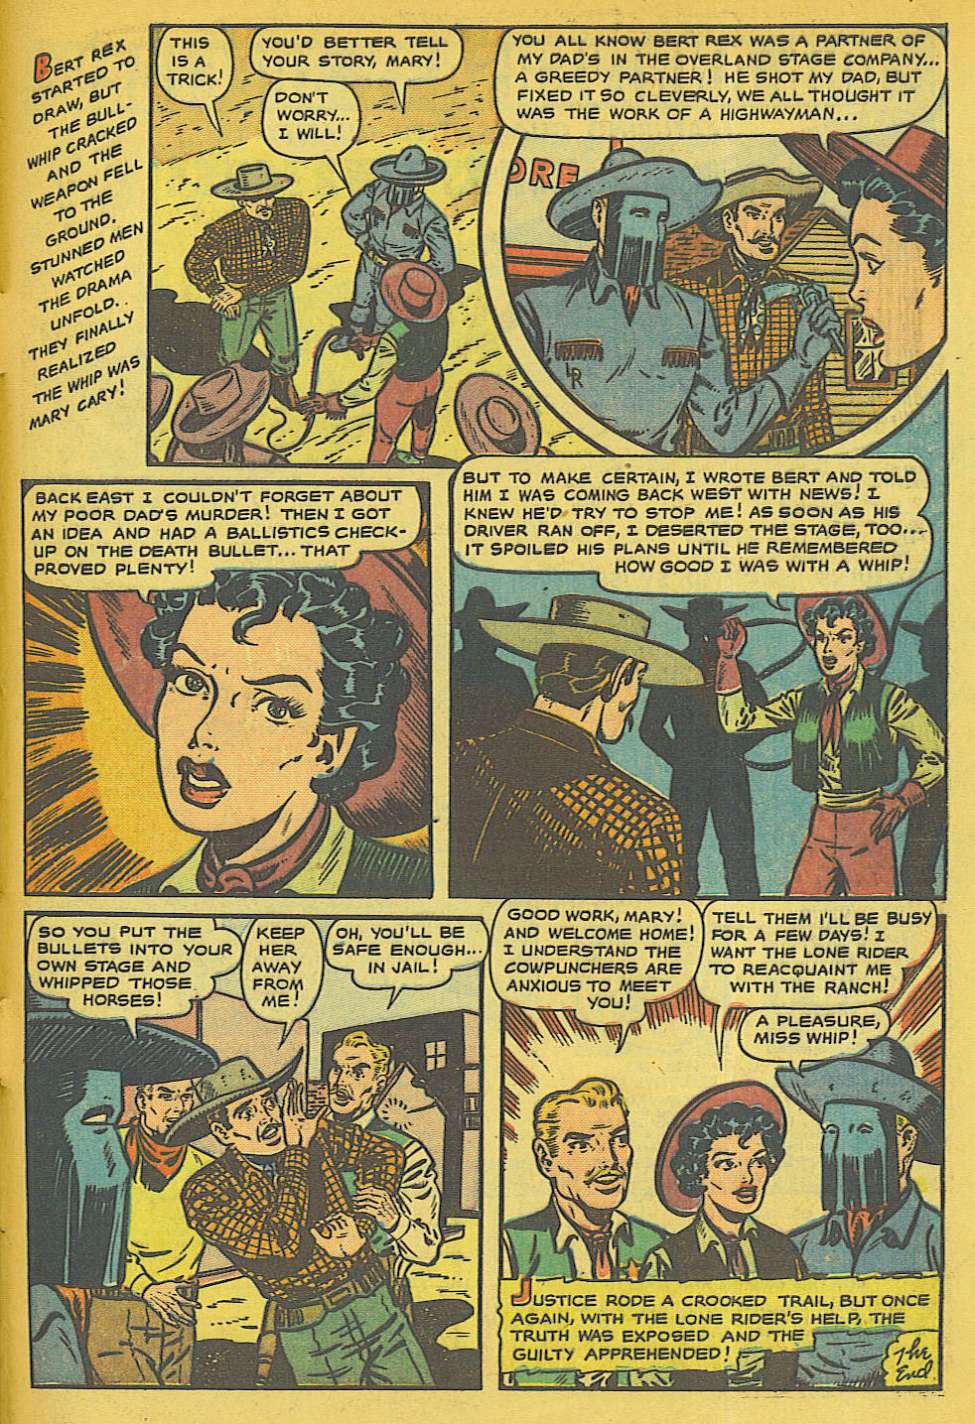 BERT REX
STARTED TO
DRAW, BUT
THE BULL-
WHIP CRACKED
AND THE
WEAPON FELL
TO THE
GROUND.
STUNNED MEN
WATCHED
THE DRAMA
UNFOLD.
THEY FINALLY
REALIZED
THE WHIP WAS
MARY CARY!
THIS
IS A
TRICK!
YOU'D BETTER TELL
YOUR STORY, MARY!
DON'T
WORRY...
I WILL!
YOU ALL KNOW BERT REX WAS A PARTNER OF
MY DAD'S IN THE OVERLAND STAGE COMPANY...
A GREEDY PARTNER! HE SHOT MY DAD, BUT
FIXED IT SO CLEVERLY, WE ALL THOUGHT IT
WAS THE WORK OF A HIGHWAYMAN...
ORE
LR
BACK EAST I COULDN'T FORGET ABOUT
MY POOR DAD'S MURDER! THEN I GOT
AN IDEA AND HAD A BALLISTICS CHECK-
UP ON THE DEATH BULLET... THAT
PROVED PLENTY!
BUT TO MAKE CERTAIN, I WROTE BERT AND TOLD
HIM I WAS COMING BACK WEST WITH NEWS! I
KNEW HE'D TRY TO STOP ME! AS SOON AS HIS
DRIVER RAN OFF, I DESERTED THE STAGE, TOO...
IT SPOILED HIS PLANS UNTIL HE REMEMBERED
HOW GOOD I WAS WITH A WHIP!
SO YOU PUT THE
BULLETS INTO YOUR
OWN STAGE AND
WHIPPED THOSE
HORSES!
KEEP
HER
AWAY
FROM
ME!
OH, YOU'LL BE
SAFE ENOUGH...
IN JAIL!
GOOD WORK, MARY!
AND WELCOME HOME!
I UNDERSTAND THE
COWPUNCHERS ARE
ANXIOUS TO MEET
YOU!
TELL THEM I'LL BE BUSY
FOR A FEW DAYS! I
WANT THE LONE RIDER
TO REACQUAINT ME
WITH THE RANCH!
A PLEASURE,
MISS WHIP!
JUSTICE RODE A CROOKED TRAIL, BUT ONCE
AGAIN, WITH THE LONE RIDER'S HELP, THE
TRUTH WAS EXPOSED AND THE
GUILTY APPREHENDED!
The
End.